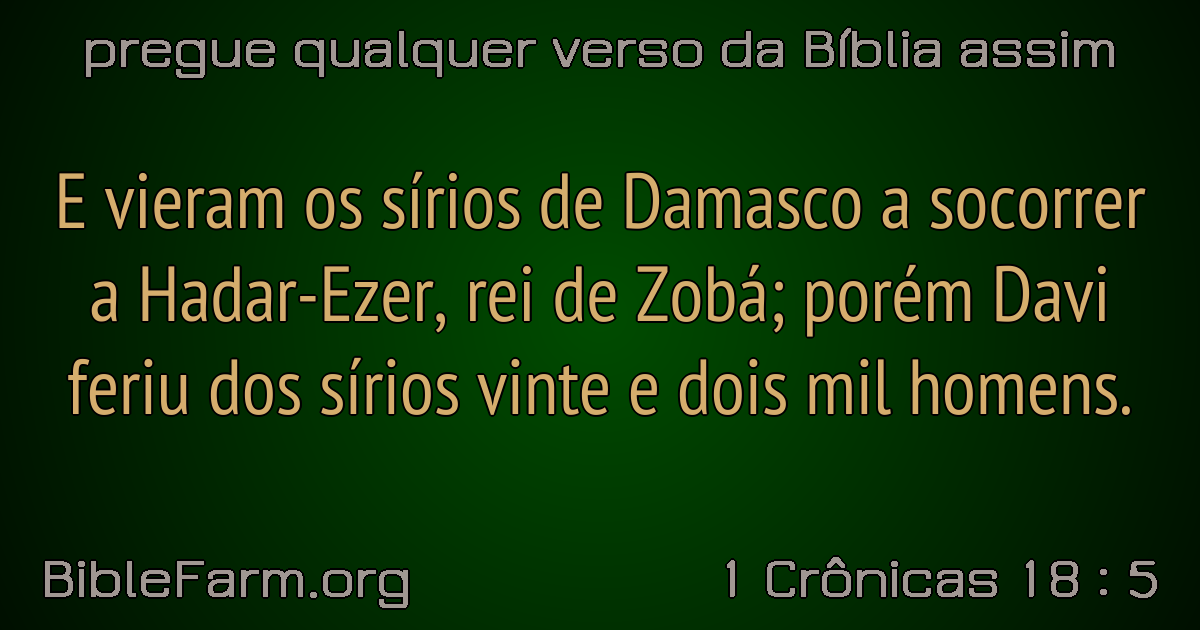 pregue qualquer verso da Bíblia assim
E vieram os sírios de Damasco a socorrer
a Hadar-Ezer, rei de Zobá; porém Davi
feriu dos sírios vinte e dois mil homens.
BibleFarm.org
1 Crônicas 18 : 5